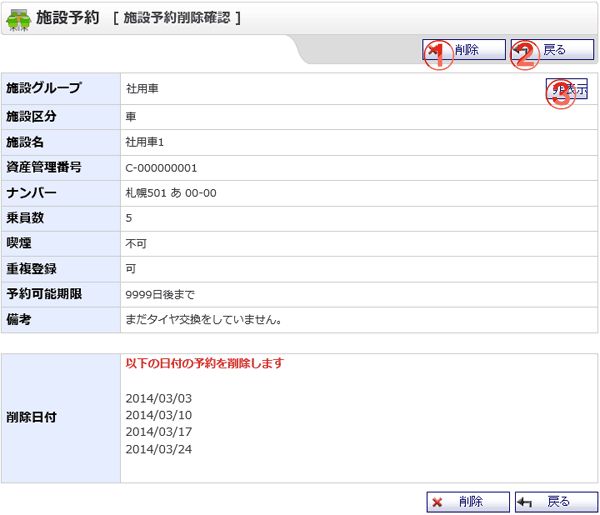 施設予約 [ 施設予約削除確認 ]
① 削除 ② 戻る
施設グループ 社用車 ③ 非表示
施設区分 車
施設名 社用車1
資産管理番号 C-000000001
ナンバー 札幌501 あ 00-00
乗員数 5
喫煙 不可
重複登録 可
予約可能期限 9999日後まで
備考 まだタイヤ交換をしていません。
以下の日付の予約を削除します
削除日付
2014/03/03
2014/03/10
2014/03/17
2014/03/24
削除 戻る